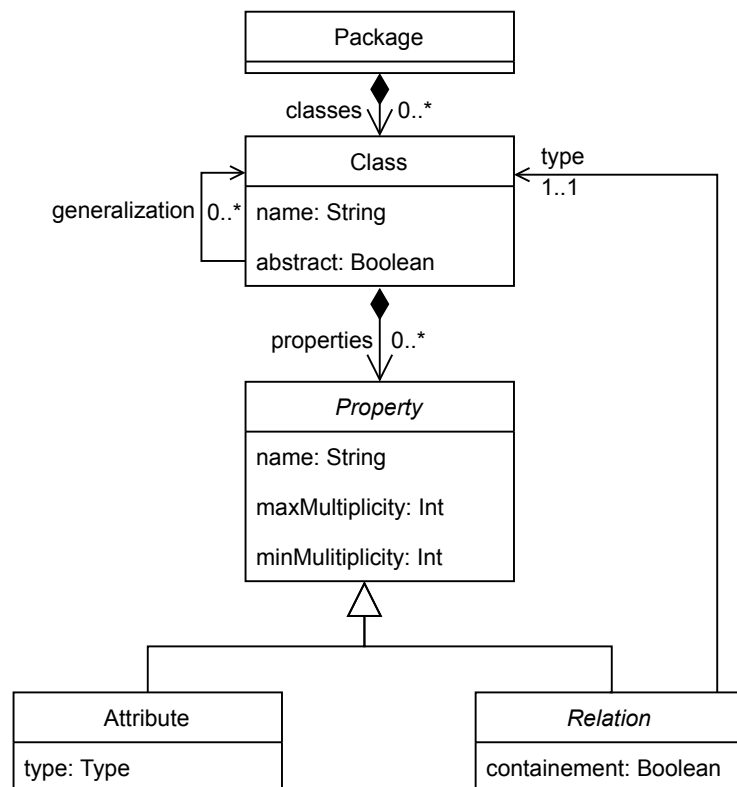 Package
classes 0..*
Class
type
1..1
generalization 0..*
name: String
abstract: Boolean
properties 0..*
Property
name: String
maxMultiplicity: Int
minMulitiplicity: Int
Attribute
type: Type
Relation
containement: Boolean